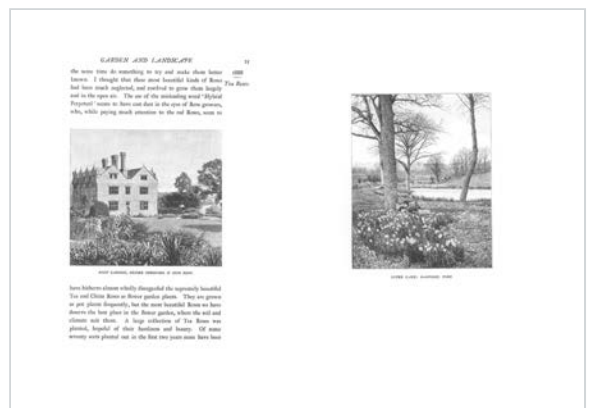 GARDEN AND LANDSCAPE
the same time do something to try and make them better
known. I thought that these most beautiful kinds of Roses
had been much neglected, and resolved to grow them largely
and in the open air. The use of the misleading word "Hybrid
Perpetual" seems to have cast dust in the eyes of Rose growers,
who, while paying much attention to the red Roses, seem to
1888
Tea Roses
have hitherto almost wholly disregarded the supremely beautiful
Tea and China Roses as flower garden plants. They are grown
as pot plants frequently, but the most beautiful Roses we have
deserve the best place in the flower garden, where the soil and
climate suit them. A large collection of Tea Roses was
planted, hopeful of their hardiness and beauty. Of some
seventy sorts planted out in the first two years some have been